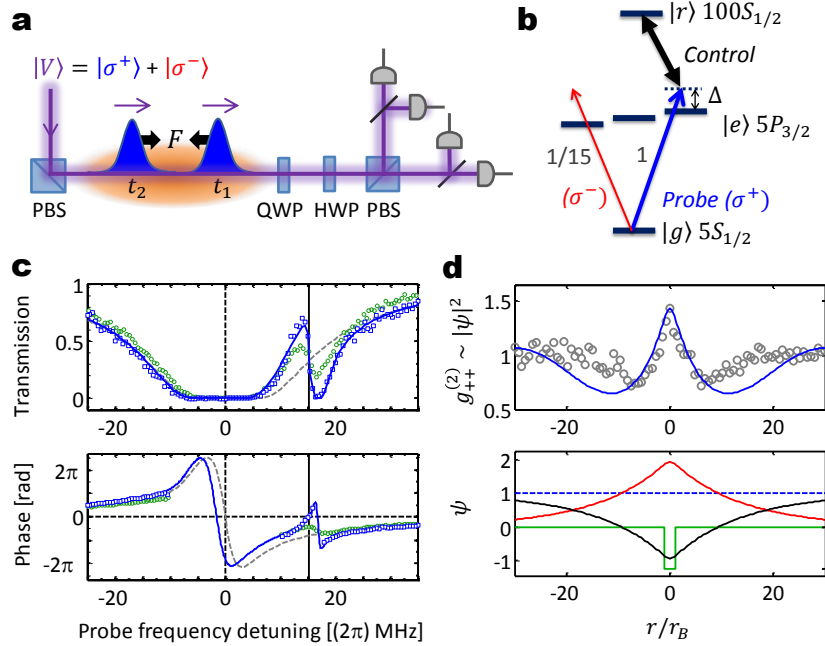 a
|V⟩ = |σ⁺⟩ + |σ⁻⟩
F
t₂ t₁
PBS QWP HWP PBS
b
|r⟩ 100S₁/₂
Control
Δ
|e⟩ 5P₃/₂
1/15 1
(σ⁻) Probe (σ⁺)
|g⟩ 5S₁/₂
c
Transmission
1
0.5
0
-20 0 20
Phase [rad]
2π
0
-2π
-20 0 20
Probe frequency detuning [(2π) MHz]
d
g₊₊⁽²⁾ ~ |ψ|²
1.5
1
0.5
-20 0 20
ψ
2
1
0
-1
-20 0 20
r/r_B